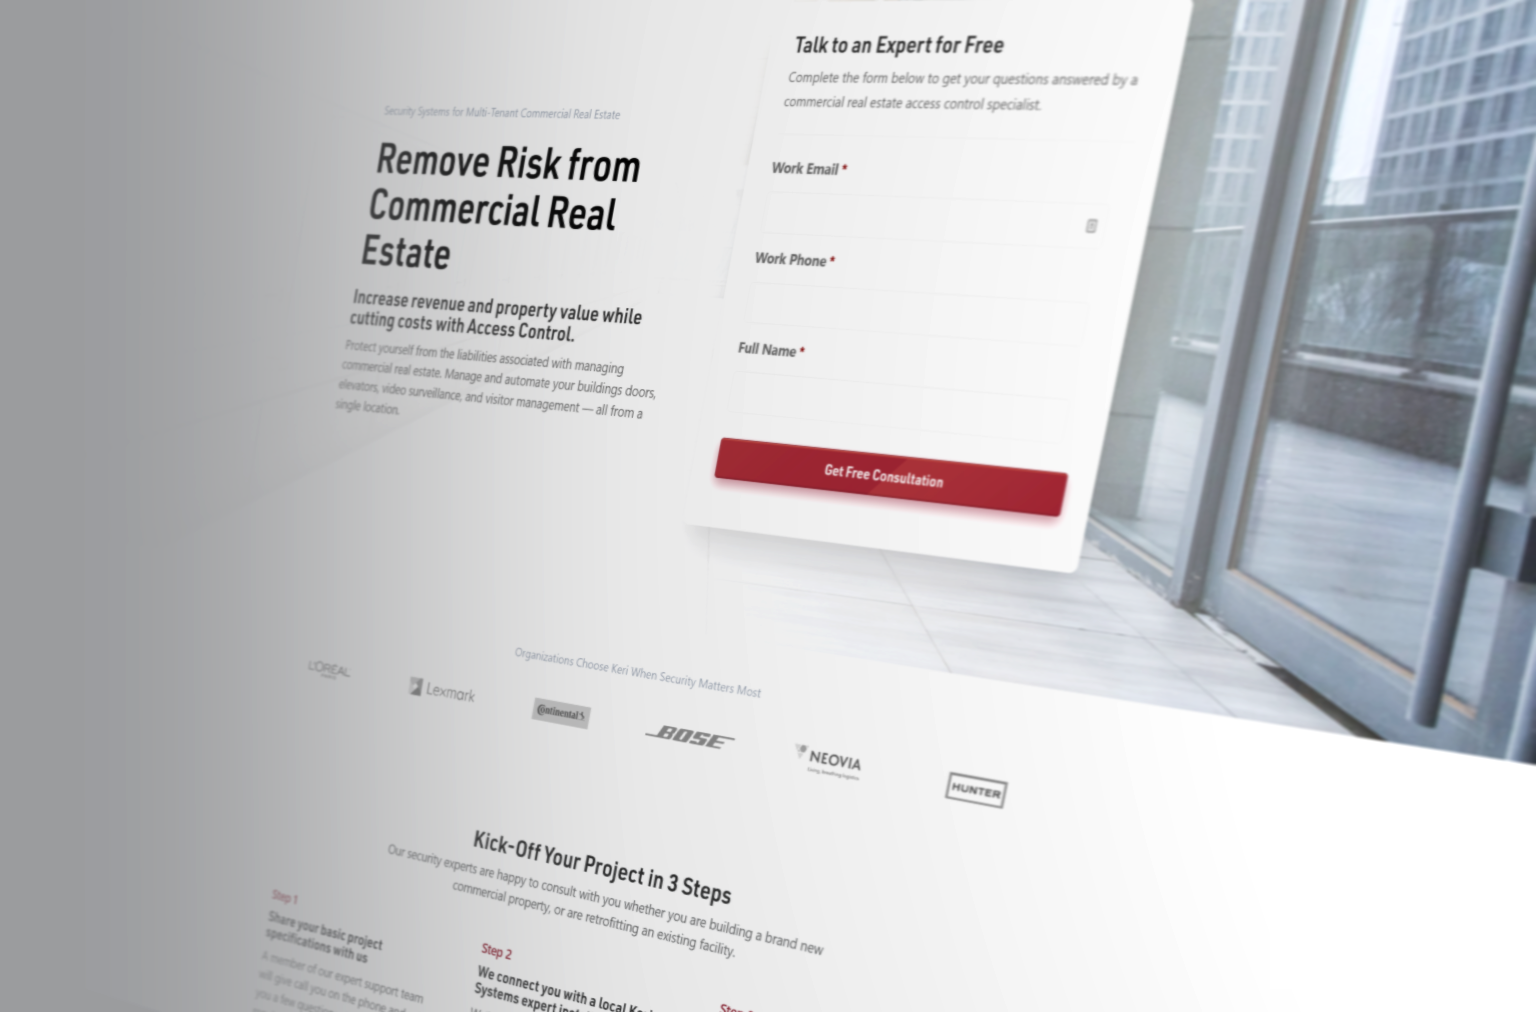 Security Systems for Multi-Tenant Commercial Real Estate
Remove Risk from
Commercial Real
Estate
Increase revenue and property value while
cutting costs with Access Control.
Protect yourself from the liabilities associated with managing
commercial real estate. Manage and automate your buildings doors,
elevators, video surveillance, and visitor management — all from a
single location.
Talk to an Expert for Free
Complete the form below to get your questions answered by a
commercial real estate access control specialist.
Work Email *
Work Phone *
Full Name *
Get Free Consultation
Organizations Choose Keri When Security Matters Most
L'ORÉAL
Lexmark
Continental
BOSE
NEOVIA
HUNTER
Kick-Off Your Project in 3 Steps
Our security experts are happy to consult with you whether you are building a brand new
commercial property, or are retrofitting an existing facility.
Step 1
Share your basic project
specifications with us
A member of our expert support team
will give call you on the phone and
you a few
Step 2
We connect you with a local
Systems expert